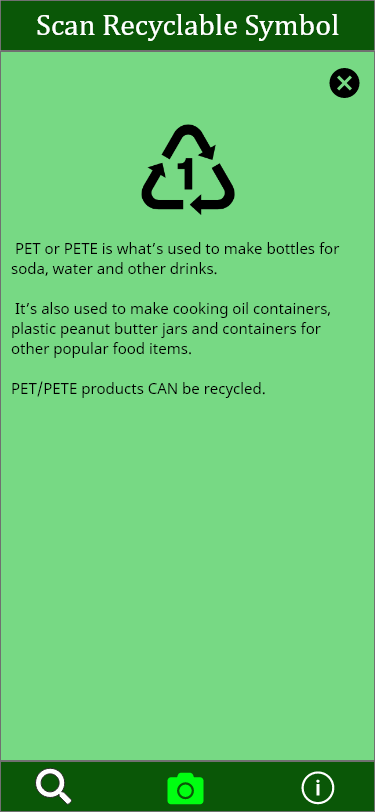 Scan Recyclable Symbol
1
PET or PETE is what's used to make bottles for
soda, water and other drinks.
It's also used to make cooking oil containers,
plastic peanut butter jars and containers for
other popular food items.
PET/PETE products CAN be recycled.
i